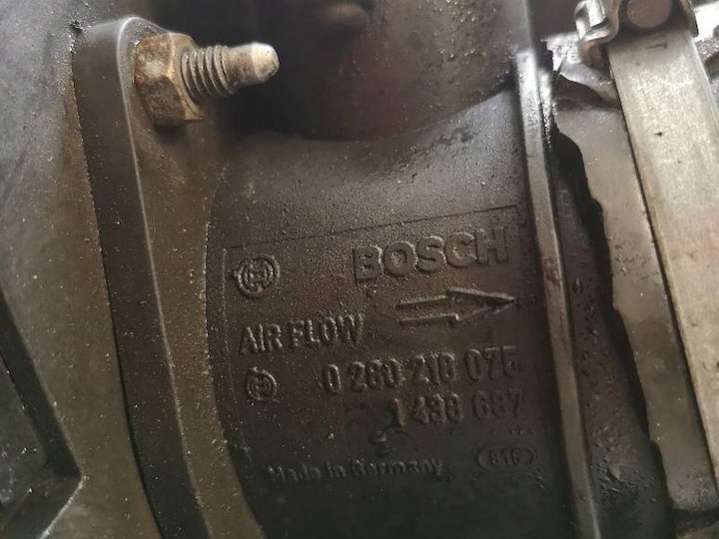 BOSCH
AIR FLOW
0 280 218 075
1 438 687
Made in Germany